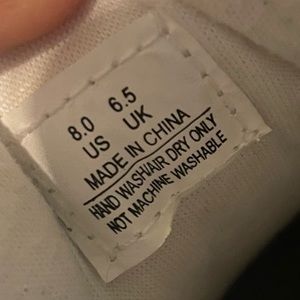 8.0 6.5
US UK
MADE IN CHINA
HAND WASH/AIR DRY ONLY
NOT MACHINE WASHABLE